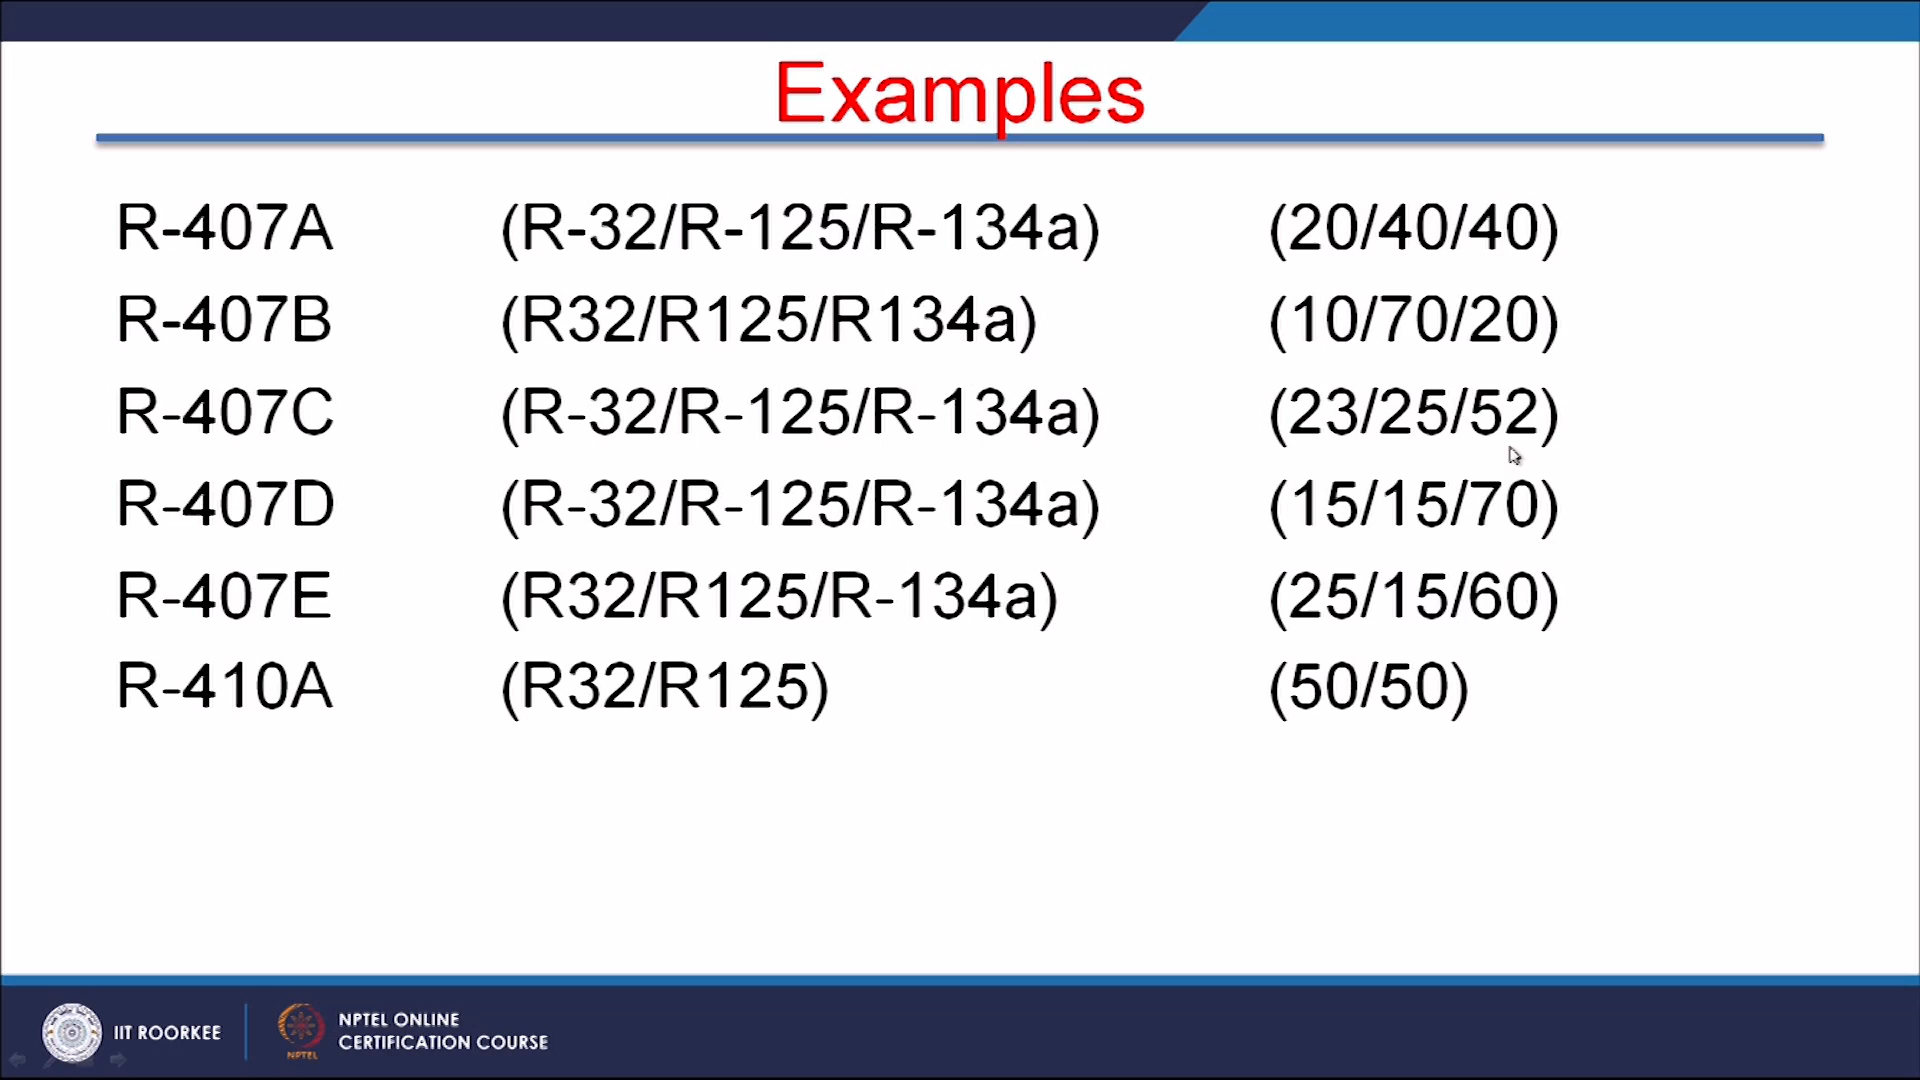 Examples
R-407A (R-32/R-125/R-134a) (20/40/40)
R-407B (R32/R125/R134a) (10/70/20)
R-407C (R-32/R-125/R-134a) (23/25/52)
R-407D (R-32/R-125/R-134a) (15/15/70)
R-407E (R32/R125/R-134a) (25/15/60)
R-410A (R32/R125) (50/50)
IIT ROORKEE
NPTEL
NPTEL ONLINE
CERTIFICATION COURSE